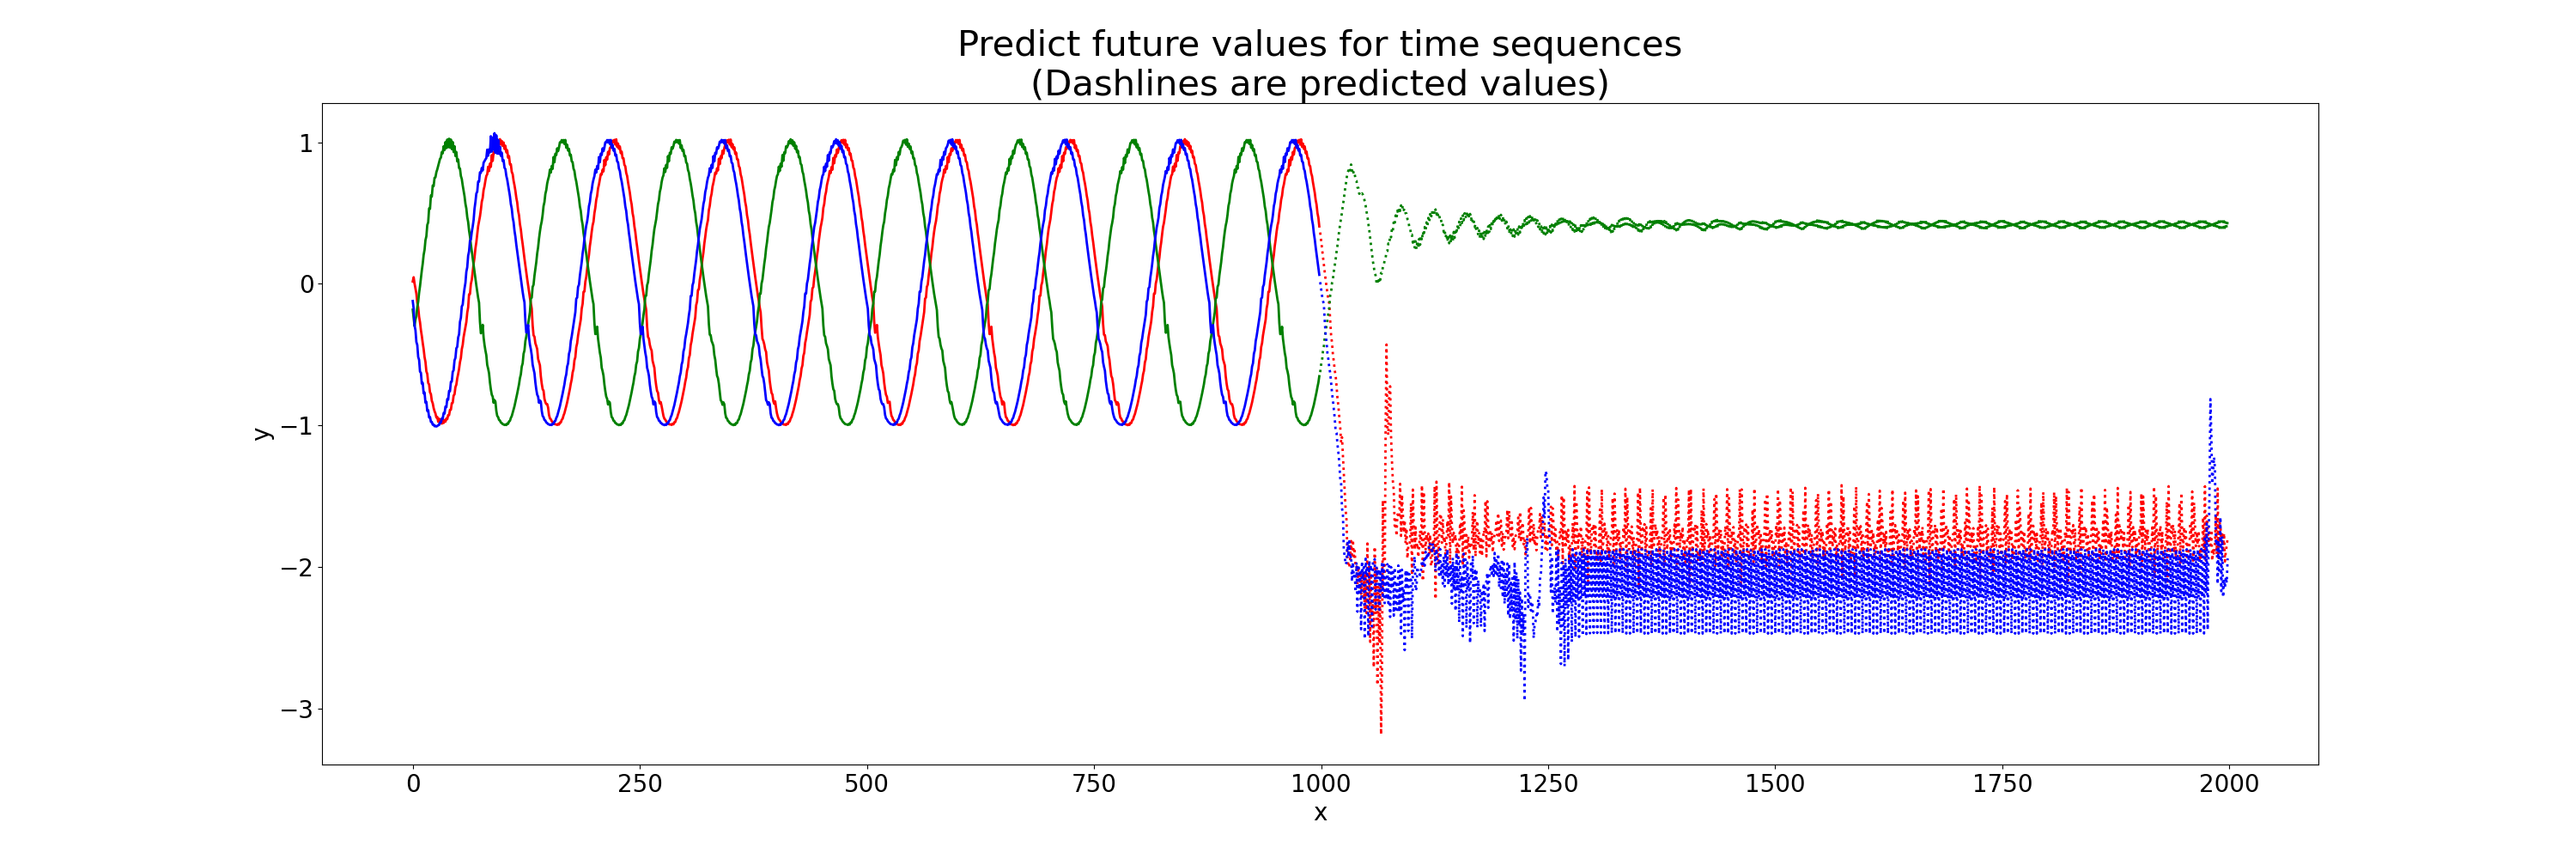 Predict future values for time sequences
(Dashlines are predicted values)
1
0
−1
−2
−3
y
0 250 500 750 1000 1250 1500 1750 2000
x